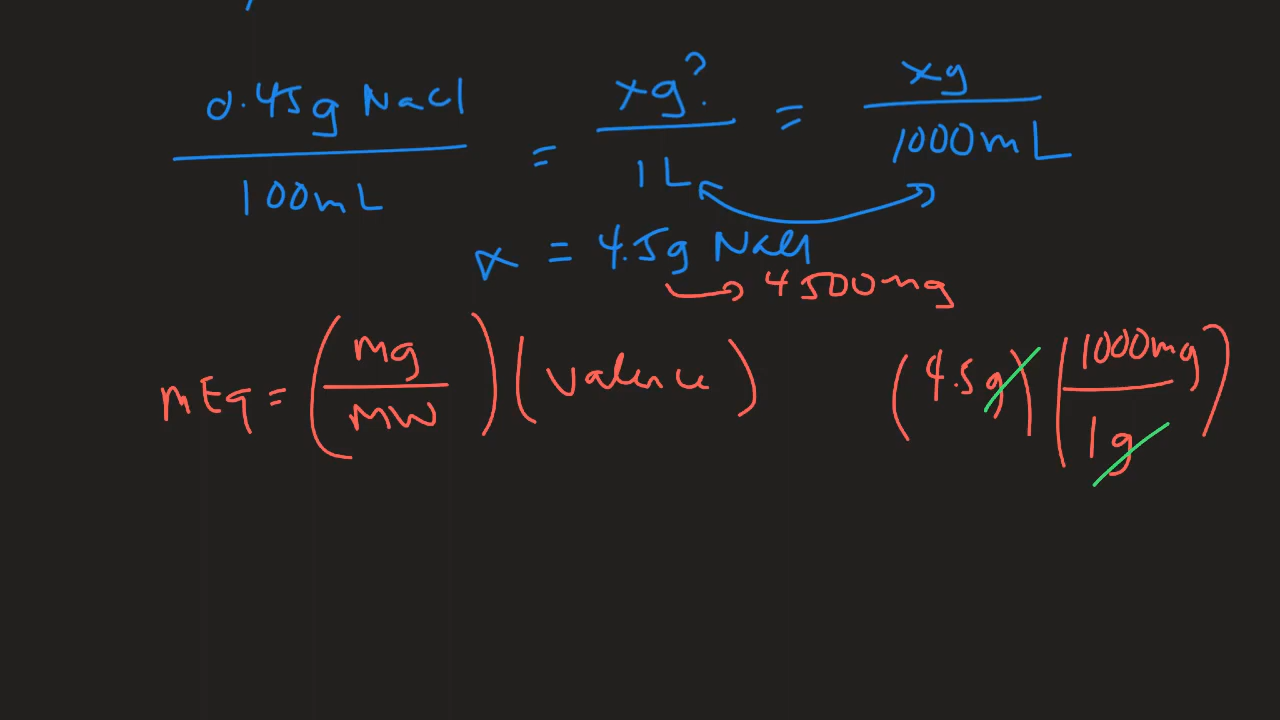 0.45g NaCl / 100mL = xg? / 1L = xg / 1000mL
x = 4.5g NaCl
4500mg
mEq = (mg / MW) (valence) (4.5g) (1000mg / 1g)